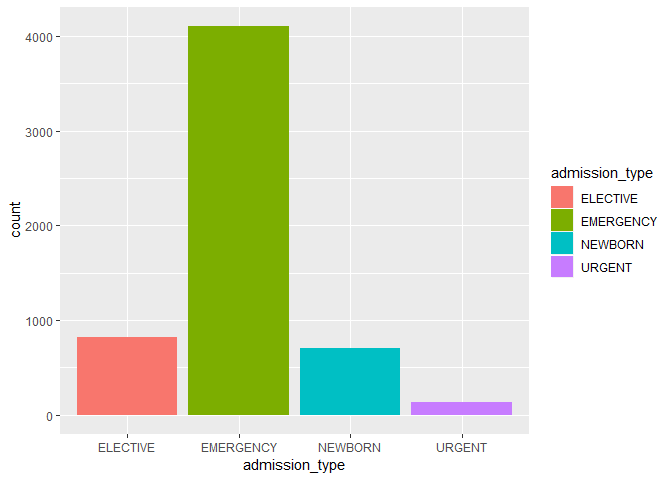 4000
3000
2000
1000
0
count
ELECTIVE
EMERGENCY
NEWBORN
URGENT
admission_type
admission_type
ELECTIVE
EMERGENCY
NEWBORN
URGENT